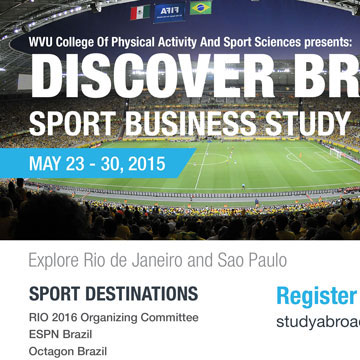 FIFA
WVU College Of Physical Activity And Sport Sciences presents:
DISCOVER BR
SPORT BUSINESS STUDY
MAY 23 - 30, 2015
Explore Rio de Janeiro and Sao Paulo
SPORT DESTINATIONS
RIO 2016 Organizing Committee
ESPN Brazil
Octagon Brazil
Register
studyabroa